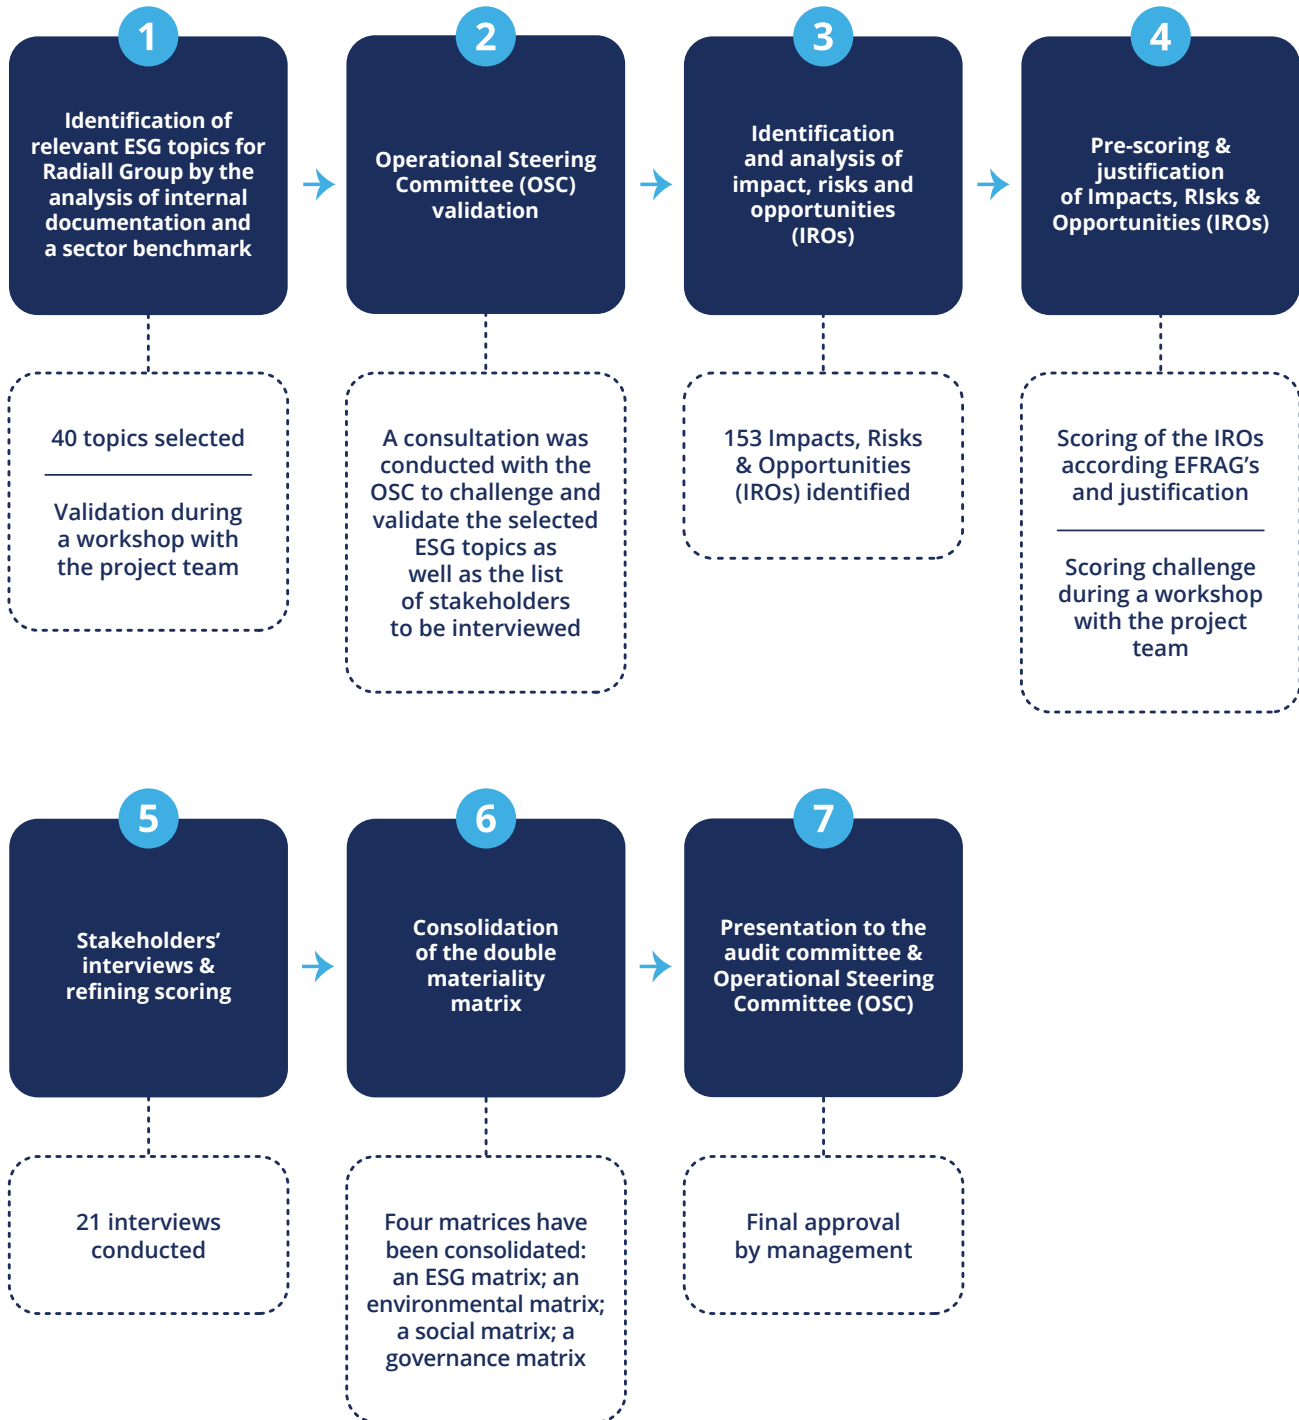 1
Identification of
relevant ESG topics for
Radiall Group by the
analysis of internal
documentation and
a sector benchmark
40 topics selected
Validation during
a workshop with
the project team
2
Operational Steering
Committee (OSC)
validation
A consultation was
conducted with the
OSC to challenge and
validate the selected
ESG topics as
well as the list
of stakeholders
to be interviewed
3
Identification
and analysis of
impact, risks and
opportunities
(IROs)
153 Impacts, Risks
& Opportunities
(IROs) identified
4
Pre-scoring &
justification
of Impacts, RIsks &
Opportunities (IROs)
Scoring of the IROs
according EFRAG’s
and justification
Scoring challenge
during a workshop
with the project
team
5
Stakeholders’
interviews &
refining scoring
21 interviews
conducted
6
Consolidation
of the double
materiality
matrix
Four matrices have
been consolidated:
an ESG matrix; an
environmental matrix;
a social matrix; a
governance matrix
7
Presentation to the
audit committee &
Operational Steering
Committee (OSC)
Final approval
by management